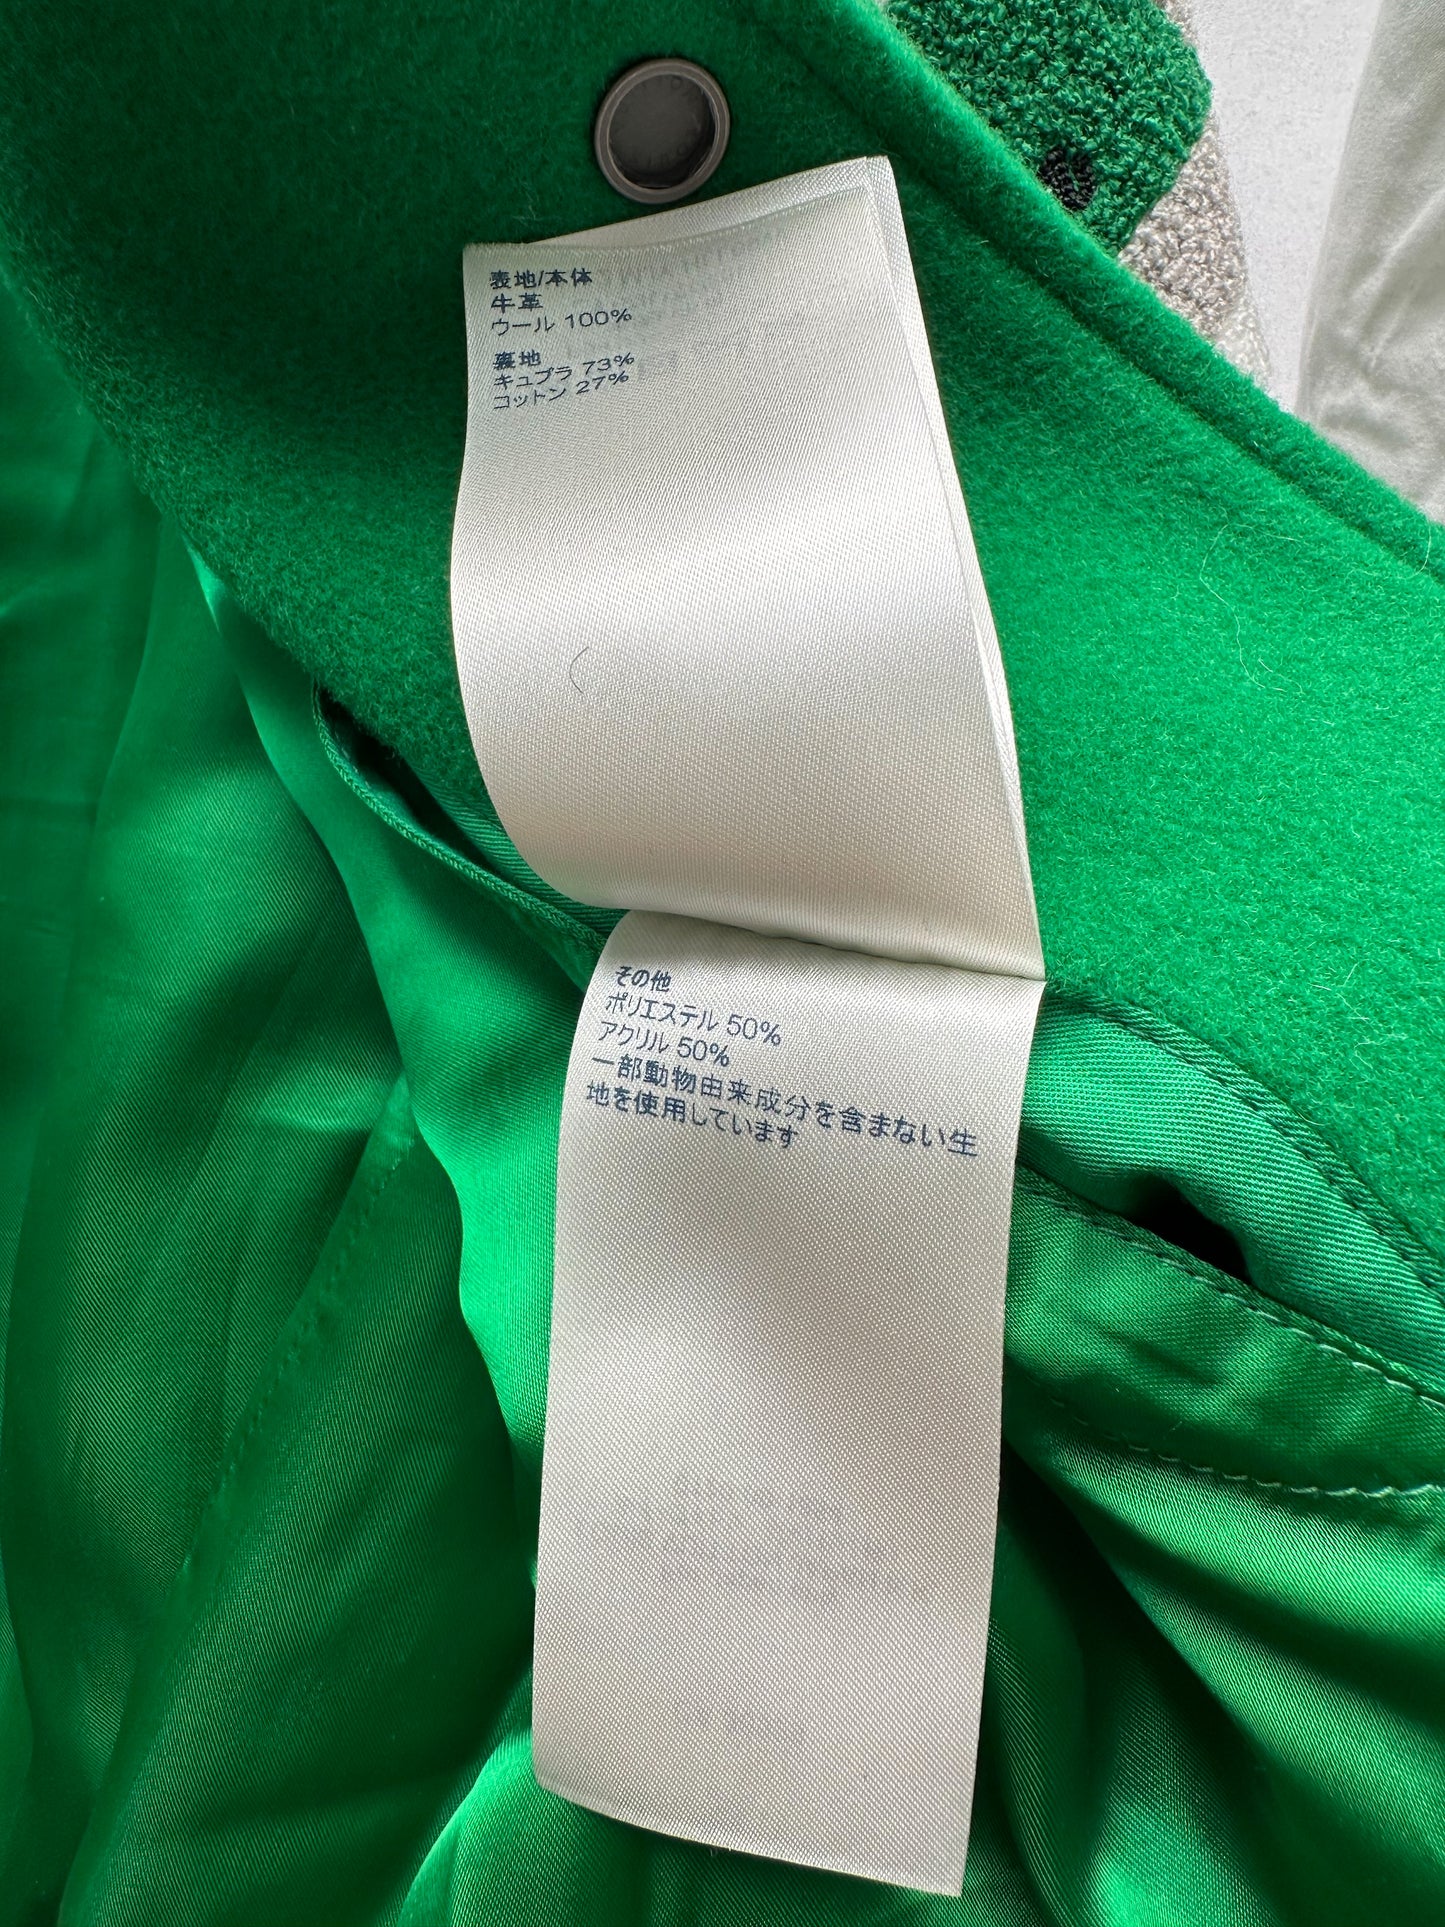 表地/本体
牛革
ウール 100%
裏地
キュプラ 73%
コットン 27%
その他
ポリエステル 50%
アクリル 50%
一部動物由来成分を含まない生
地を使用しています